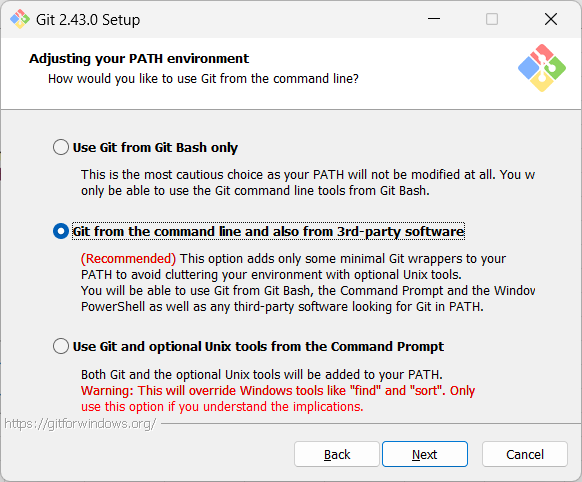 Git 2.43.0 Setup
Adjusting your PATH environment
How would you like to use Git from the command line?
Use Git from Git Bash only
This is the most cautious choice as your PATH will not be modified at all. You w
only be able to use the Git command line tools from Git Bash.
Git from the command line and also from 3rd-party software
(Recommended) This option adds only some minimal Git wrappers to your
PATH to avoid cluttering your environment with optional Unix tools.
You will be able to use Git from Git Bash, the Command Prompt and the Window
PowerShell as well as any third-party software looking for Git in PATH.
Use Git and optional Unix tools from the Command Prompt
Both Git and the optional Unix tools will be added to your PATH.
Warning: This will override Windows tools like "find" and "sort". Only
use this option if you understand the implications.
https://gitforwindows.org/
Back Next Cancel